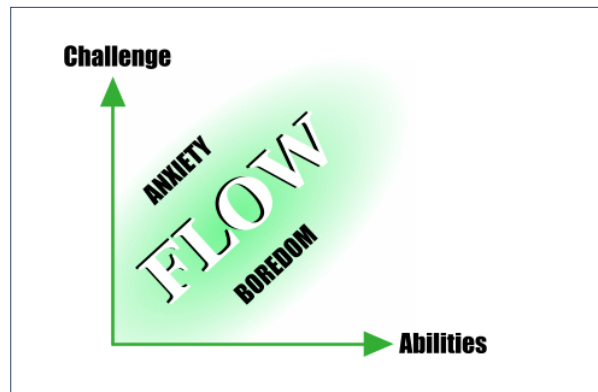 Challenge
ANXIETY
FLOW
BOREDOM
Abilities